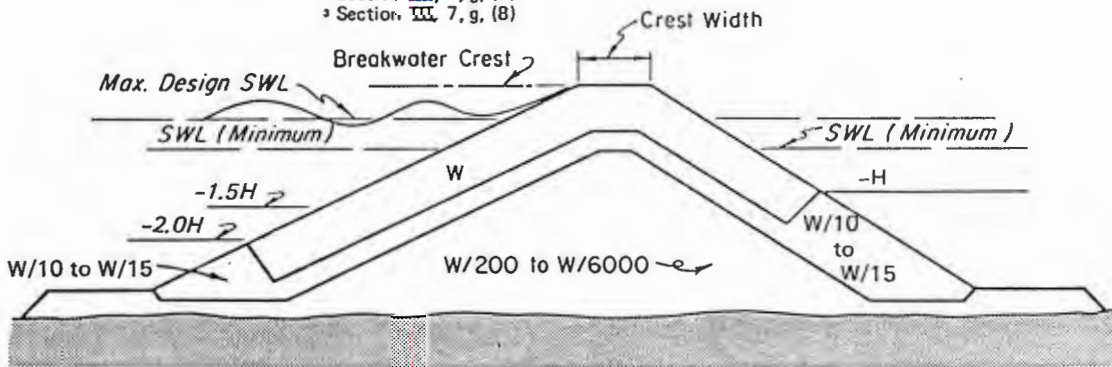 ³ Section III, 7, g, (8)
Crest Width
Breakwater Crest
Max. Design SWL
SWL (Minimum)
SWL (Minimum)
W
-H
-1.5H
-2.0H
W/10
to
W/15
W/10 to W/15
W/200 to W/6000